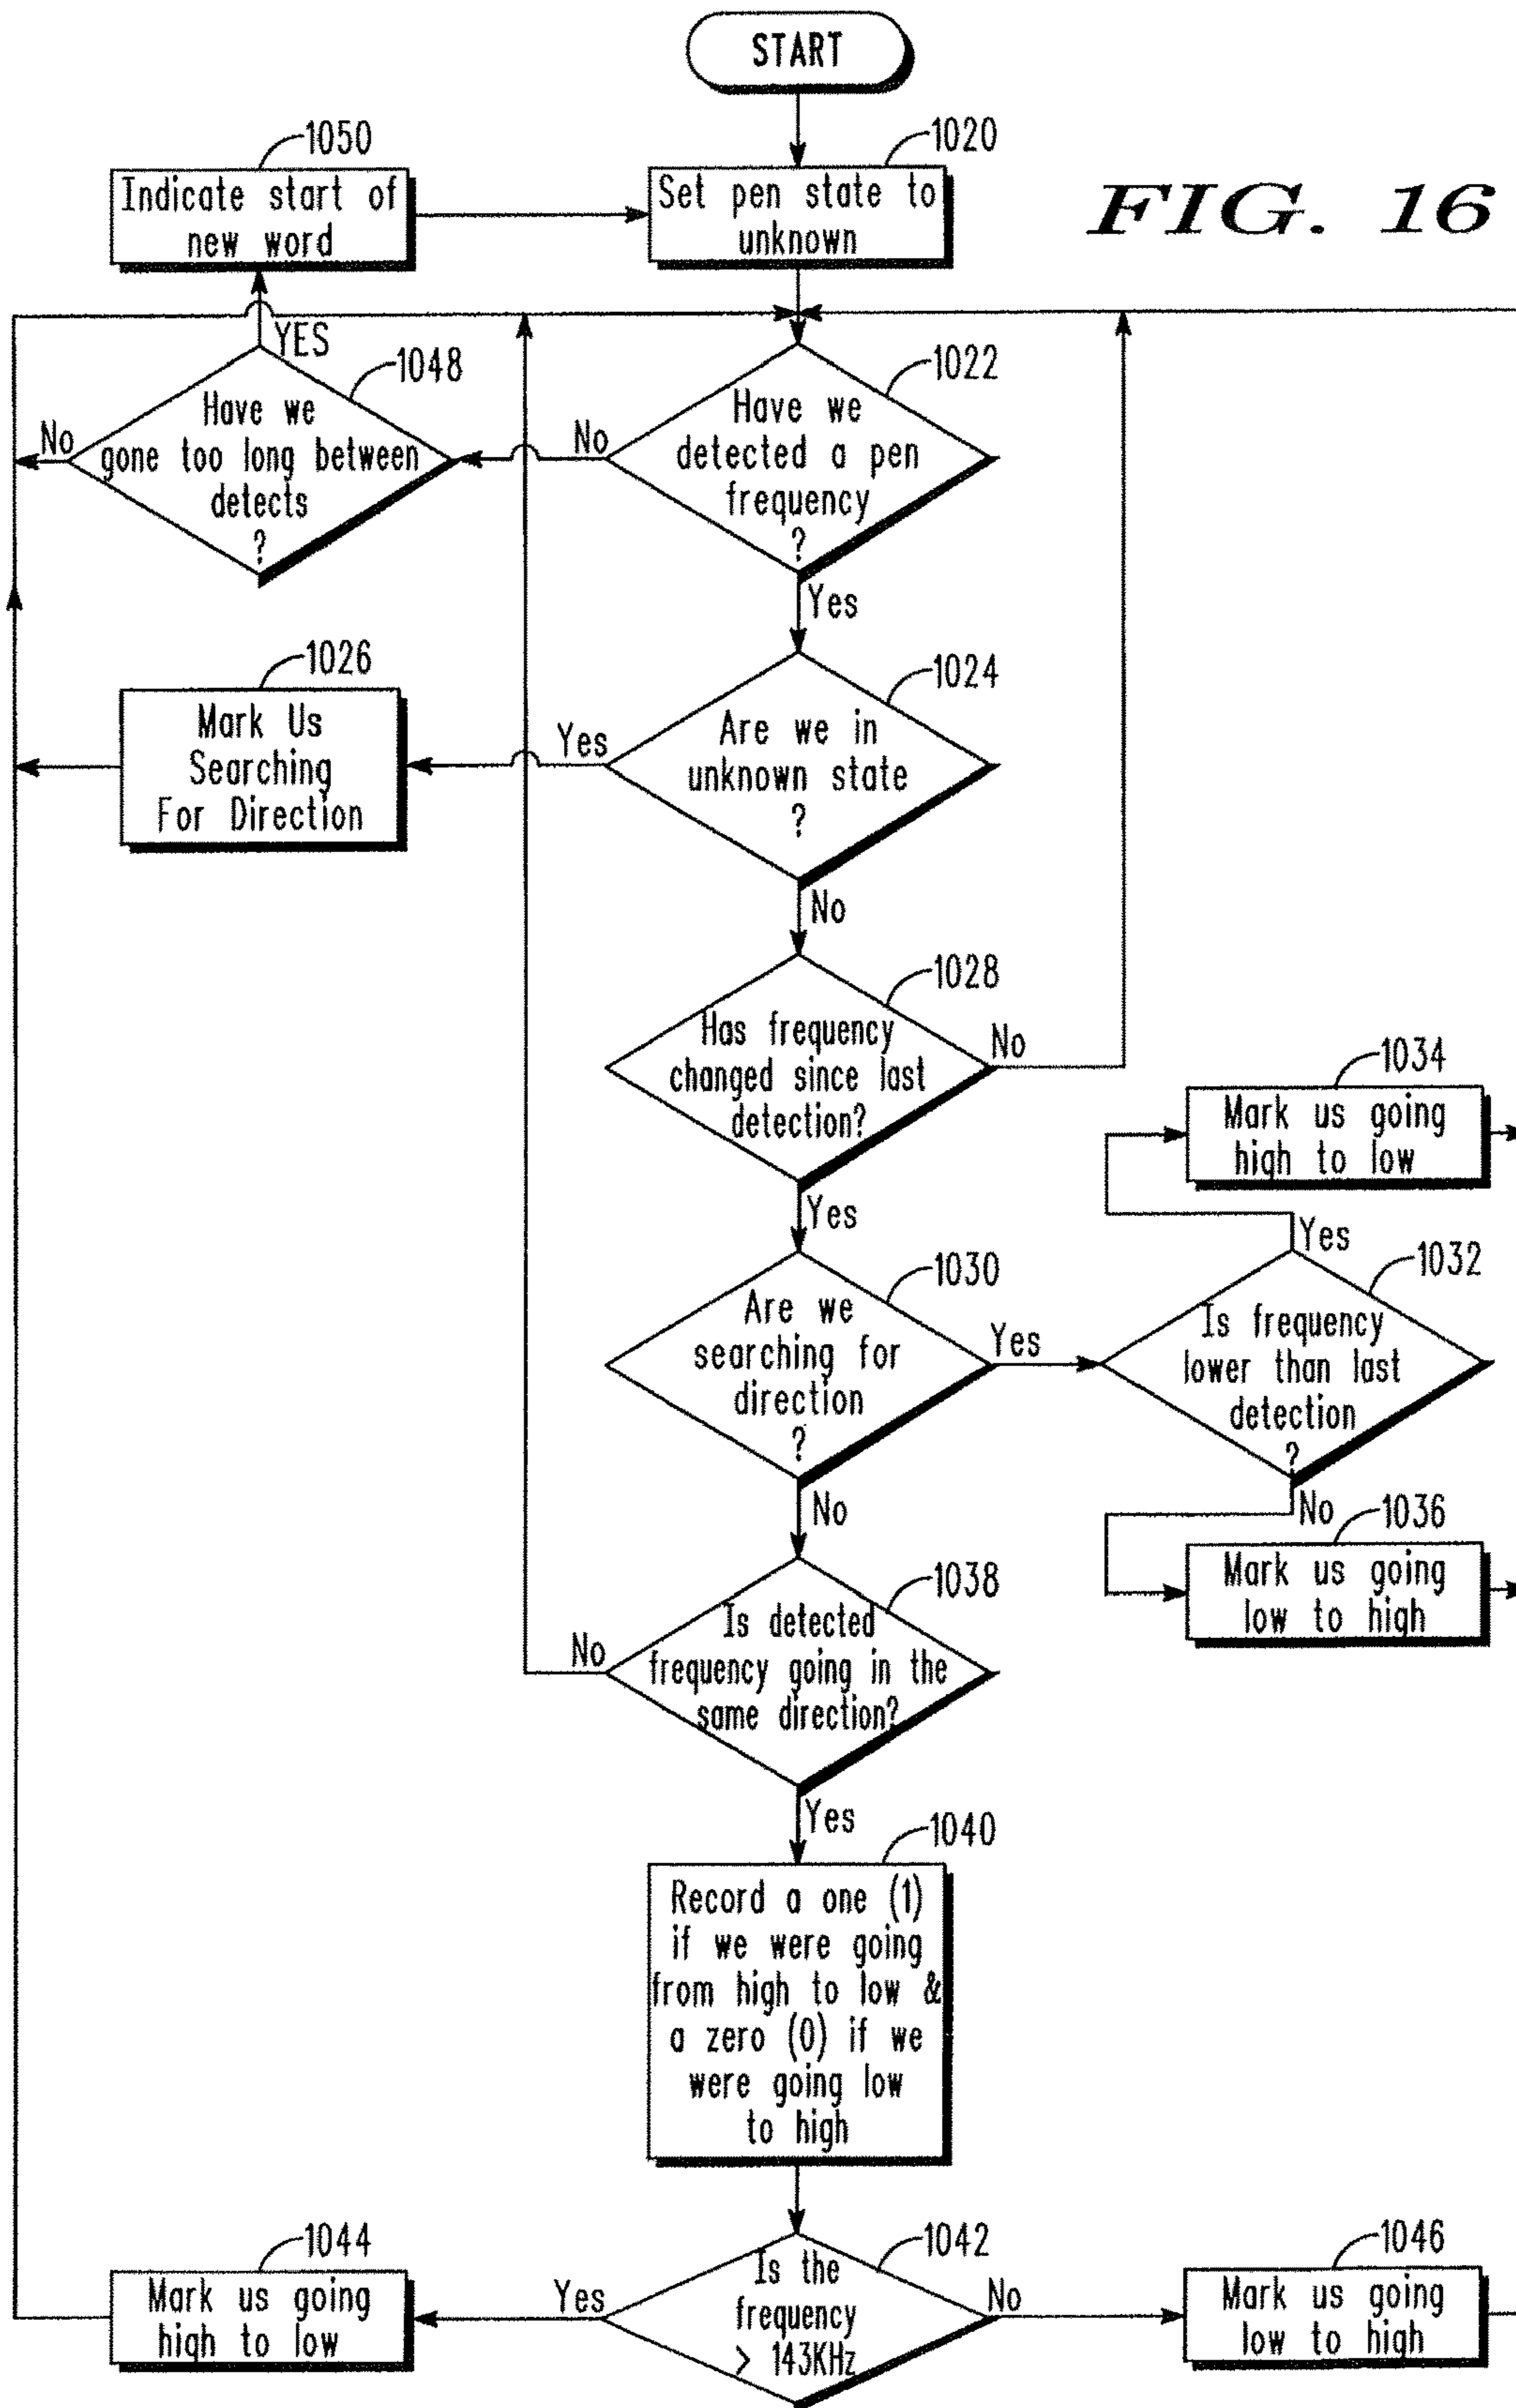 START
1050
Indicate start of
new word
1020
Set pen state to
unknown
FIG. 16
YES
1048
Have we
gone too long between
detects
?
No
1022
Have we
detected a pen
frequency
?
No
Yes
1026
Mark Us
Searching
For Direction
1024
Are we in
unknown state
?
Yes
No
1028
Has frequency
changed since last
detection?
No
Yes
1034
Mark us going
high to low
1030
Are we
searching for
direction
?
Yes
No
1032
Is frequency
lower than last
detection
?
Yes
No
1036
Mark us going
low to high
1038
Is detected
frequency going in the
same direction?
No
Yes
1040
Record a one (1)
if we were going
from high to low &
a zero (0) if we
were going low
to high
1042
Is the
frequency
> 143KHz
Yes
No
1044
Mark us going
high to low
1046
Mark us going
low to high